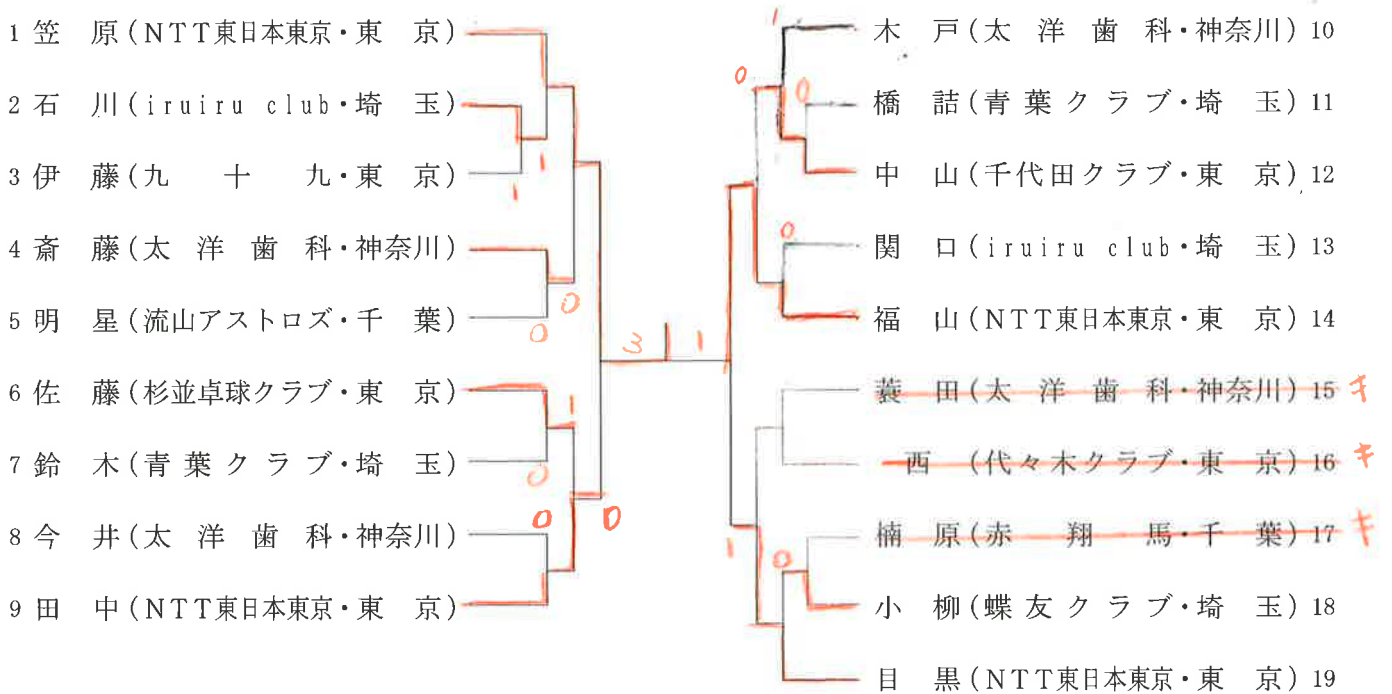 1 笠 原(NTT東日本東京・東 京)
2 石 川(iruiru club・埼 玉)
3 伊 藤(九 十 九・東 京)
4 斎 藤(太 洋 歯 科・神奈川)
5 明 星(流山アストロズ・千 葉)
6 佐 藤(杉並卓球クラブ・東 京)
7 鈴 木(青 葉 ク ラ ブ・埼 玉)
8 今 井(太 洋 歯 科・神奈川)
9 田 中(NTT東日本東京・東 京)
1
1
0
0
1
0
0
0
3
1
1
0
0
0
1
0
木 戸(太 洋 歯 科・神奈川) 10
橋 詰(青 葉 ク ラ ブ・埼 玉) 11
中 山(千代田クラブ・東 京) 12
関 口(iruiru club・埼 玉) 13
福 山(NTT東日本東京・東 京) 14
蓑 田(太 洋 歯 科・神奈川) 15 キ
西 (代々木クラブ・東 京) 16 キ
楠 原(赤 翔 馬・千 葉) 17 キ
小 柳(蝶 友 ク ラ ブ・埼 玉) 18
目 黒(NTT東日本東京・東 京) 19